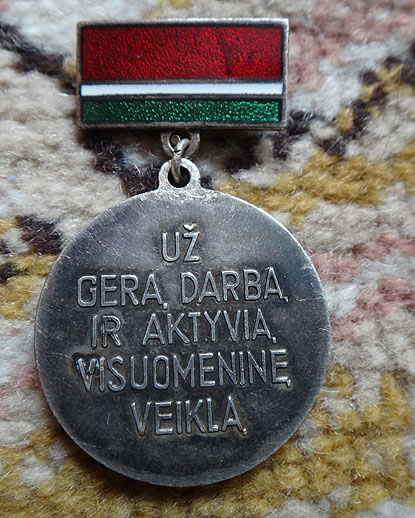 UŽ
GERĄ DARBĄ
IR AKTYVIĄ
VISUOMENINĘ
VEIKLĄ